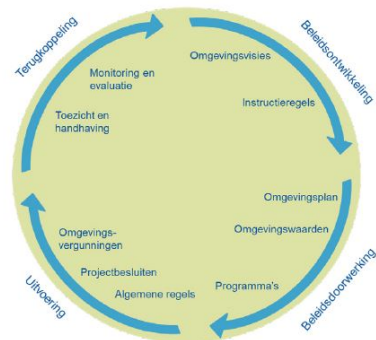 Terugkoppeling
Beleidsontwikkeling
Omgevingsvisies
Monitoring en
evaluatie
Instructieregels
Toezicht en
handhaving
Omgevingsplan
Omgevingswaarden
Omgevings-
vergunningen
Projectbesluiten
Programma's
Algemene regels
Uitvoering
Beleidsdoorwerking